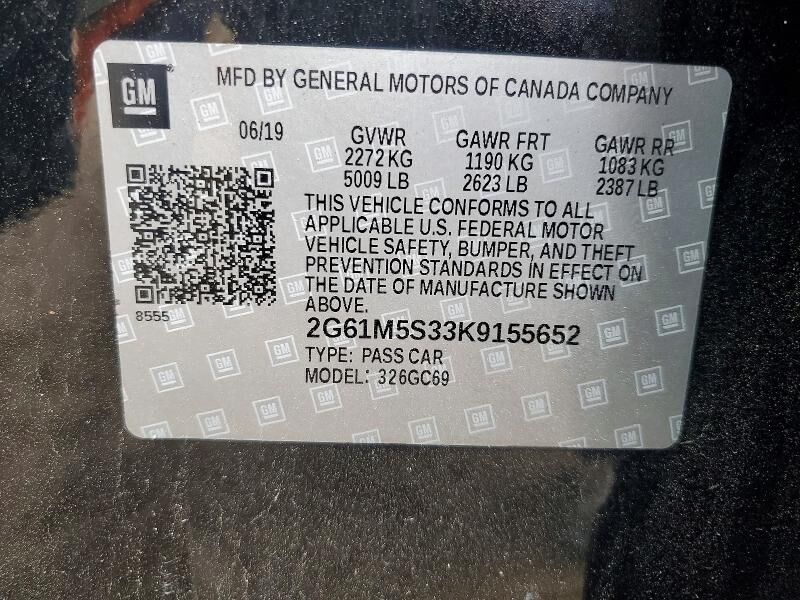 GM
MFD BY GENERAL MOTORS OF CANADA COMPANY
06/19 GVWR GAWR FRT GAWR RR
2272 KG 1190 KG 1083 KG
5009 LB 2623 LB 2387 LB
THIS VEHICLE CONFORMS TO ALL
APPLICABLE U.S. FEDERAL MOTOR
VEHICLE SAFETY, BUMPER, AND THEFT
PREVENTION STANDARDS IN EFFECT ON
THE DATE OF MANUFACTURE SHOWN
ABOVE.
8555
2G61M5S33K9155652
TYPE: PASS CAR
MODEL: 326GC69